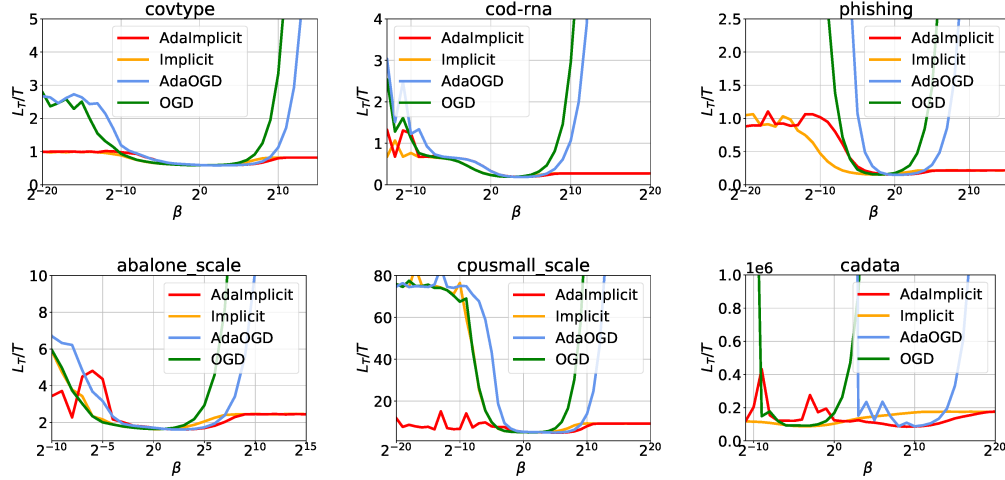 covtype
L_T/T
5
4
3
2
1
0
AdaImplicit
Implicit
AdaOGD
OGD
2^−20
2^−10
2^0
2^10
β
cod-rna
L_T/T
4
3
2
1
0
AdaImplicit
Implicit
AdaOGD
OGD
2^−10
2^0
2^10
2^20
β
phishing
L_T/T
2.5
2.0
1.5
1.0
0.5
0.0
AdaImplicit
Implicit
AdaOGD
OGD
2^−20
2^−10
2^0
2^10
β
abalone_scale
L_T/T
10
8
6
4
2
AdaImplicit
Implicit
AdaOGD
OGD
2^−10
2^−5
2^0
2^5
2^10
2^15
β
cpusmall_scale
L_T/T
80
60
40
20
AdaImplicit
Implicit
AdaOGD
OGD
2^−20
2^−10
2^0
2^10
2^20
β
cadata
1e6
L_T/T
1.0
0.8
0.6
0.4
0.2
0.0
AdaImplicit
Implicit
AdaOGD
OGD
2^−10
2^0
2^10
2^20
β